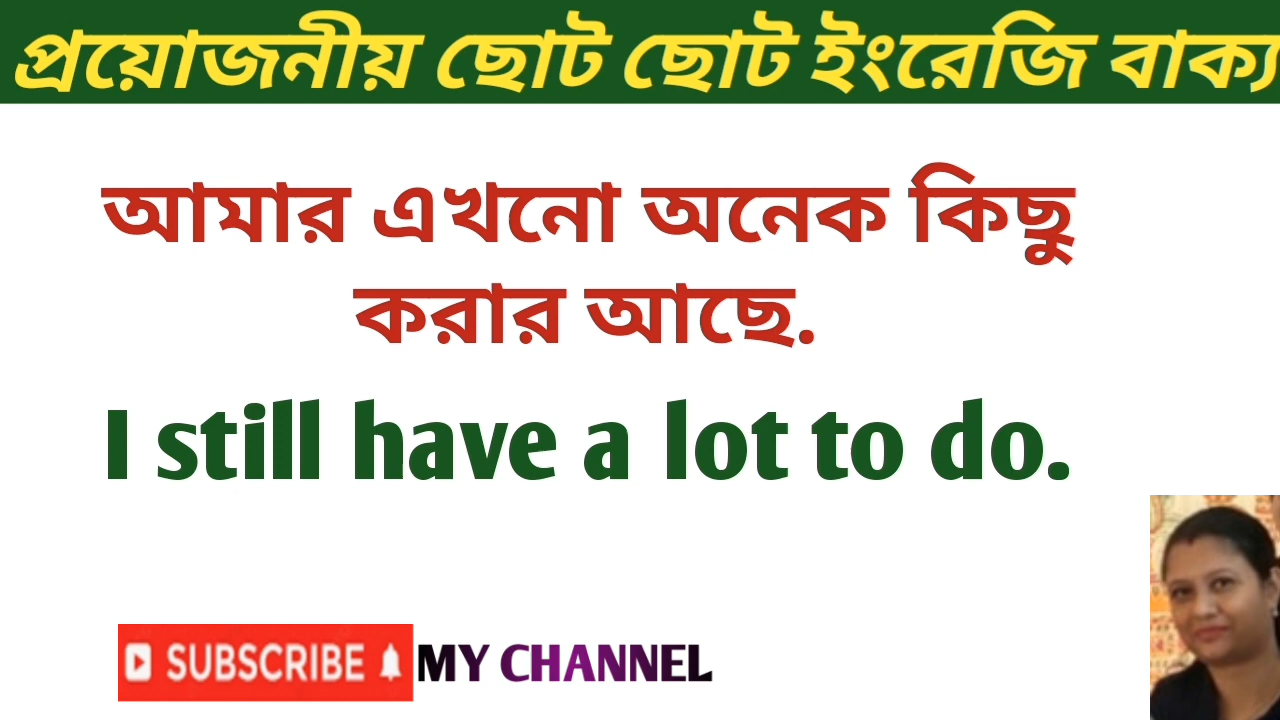 প্রয়োজনীয় ছোট ছোট ইংরেজি বাক্য
আমার এখনো অনেক কিছু
করার আছে.
I still have a lot to do.
SUBSCRIBE MY CHANNEL